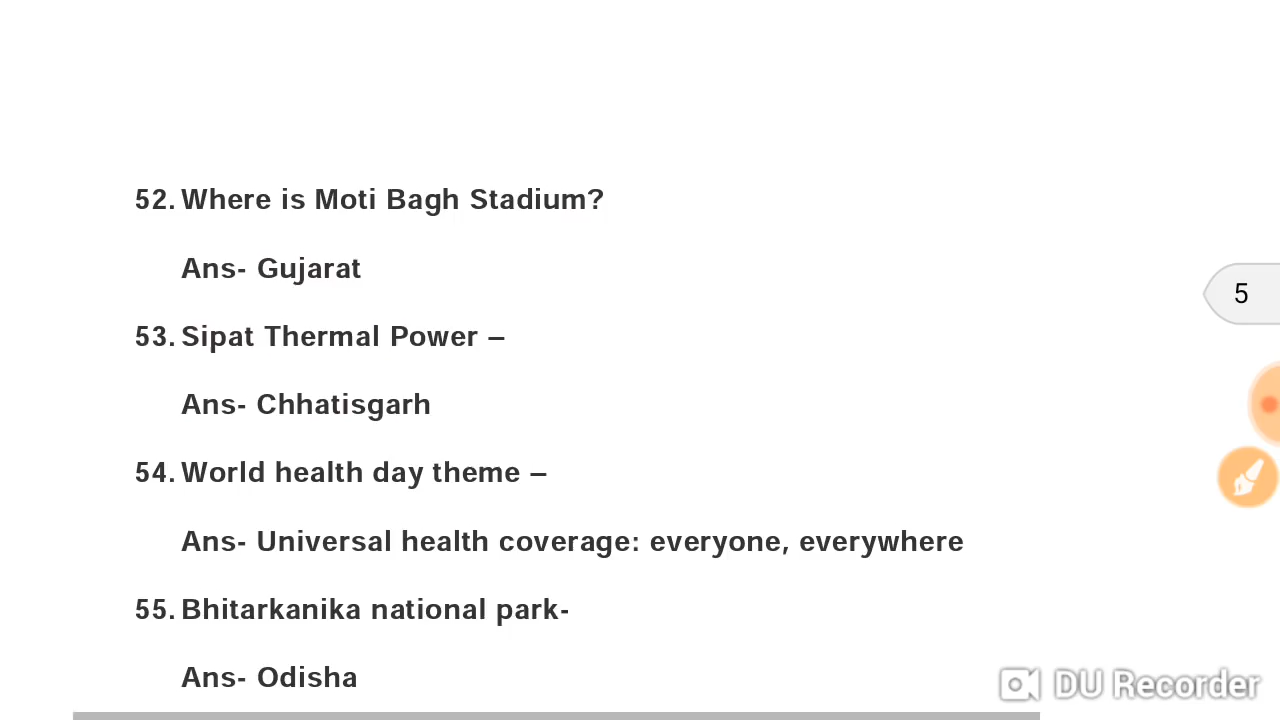 52. Where is Moti Bagh Stadium?
Ans- Gujarat
53. Sipat Thermal Power –
Ans- Chhatisgarh
54. World health day theme –
Ans- Universal health coverage: everyone, everywhere
55. Bhitarkanika national park-
Ans- Odisha
5
DU Recorder